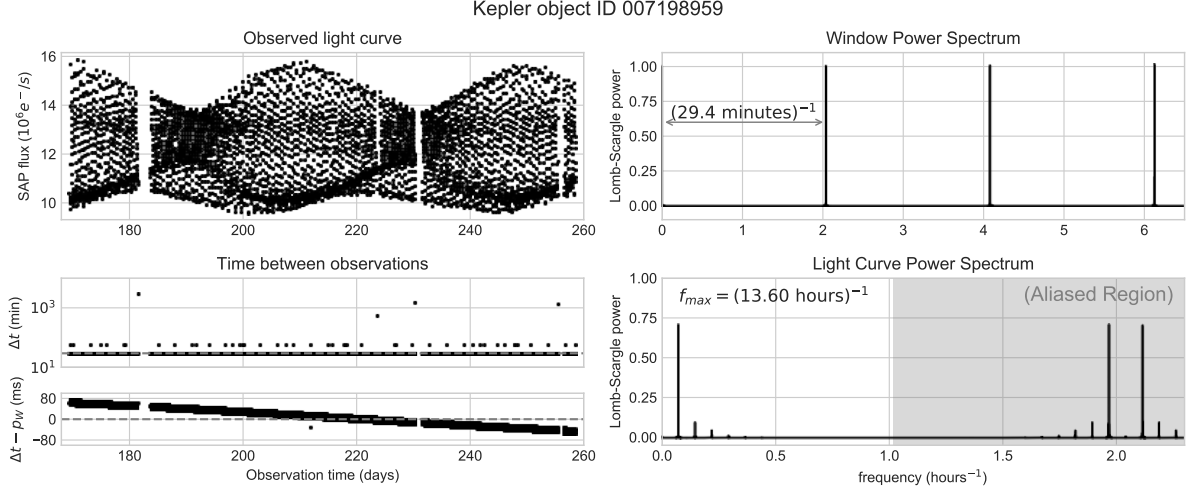 Kepler object ID 007198959
Observed light curve
SAP flux (10⁶e⁻/s)
16
14
12
10
180 200 220 240 260
Window Power Spectrum
Lomb-Scargle power
1.00
0.75
0.50
0.25
0.00
(29.4 minutes)⁻¹
0 1 2 3 4 5 6
Time between observations
Δt (min)
10³
10¹
Δt − p_W (ms)
80
0
−80
180 200 220 240 260
Observation time (days)
Light Curve Power Spectrum
Lomb-Scargle power
1.00
0.75
0.50
0.25
0.00
f_max = (13.60 hours)⁻¹
(Aliased Region)
0.0 0.5 1.0 1.5 2.0
frequency (hours⁻¹)